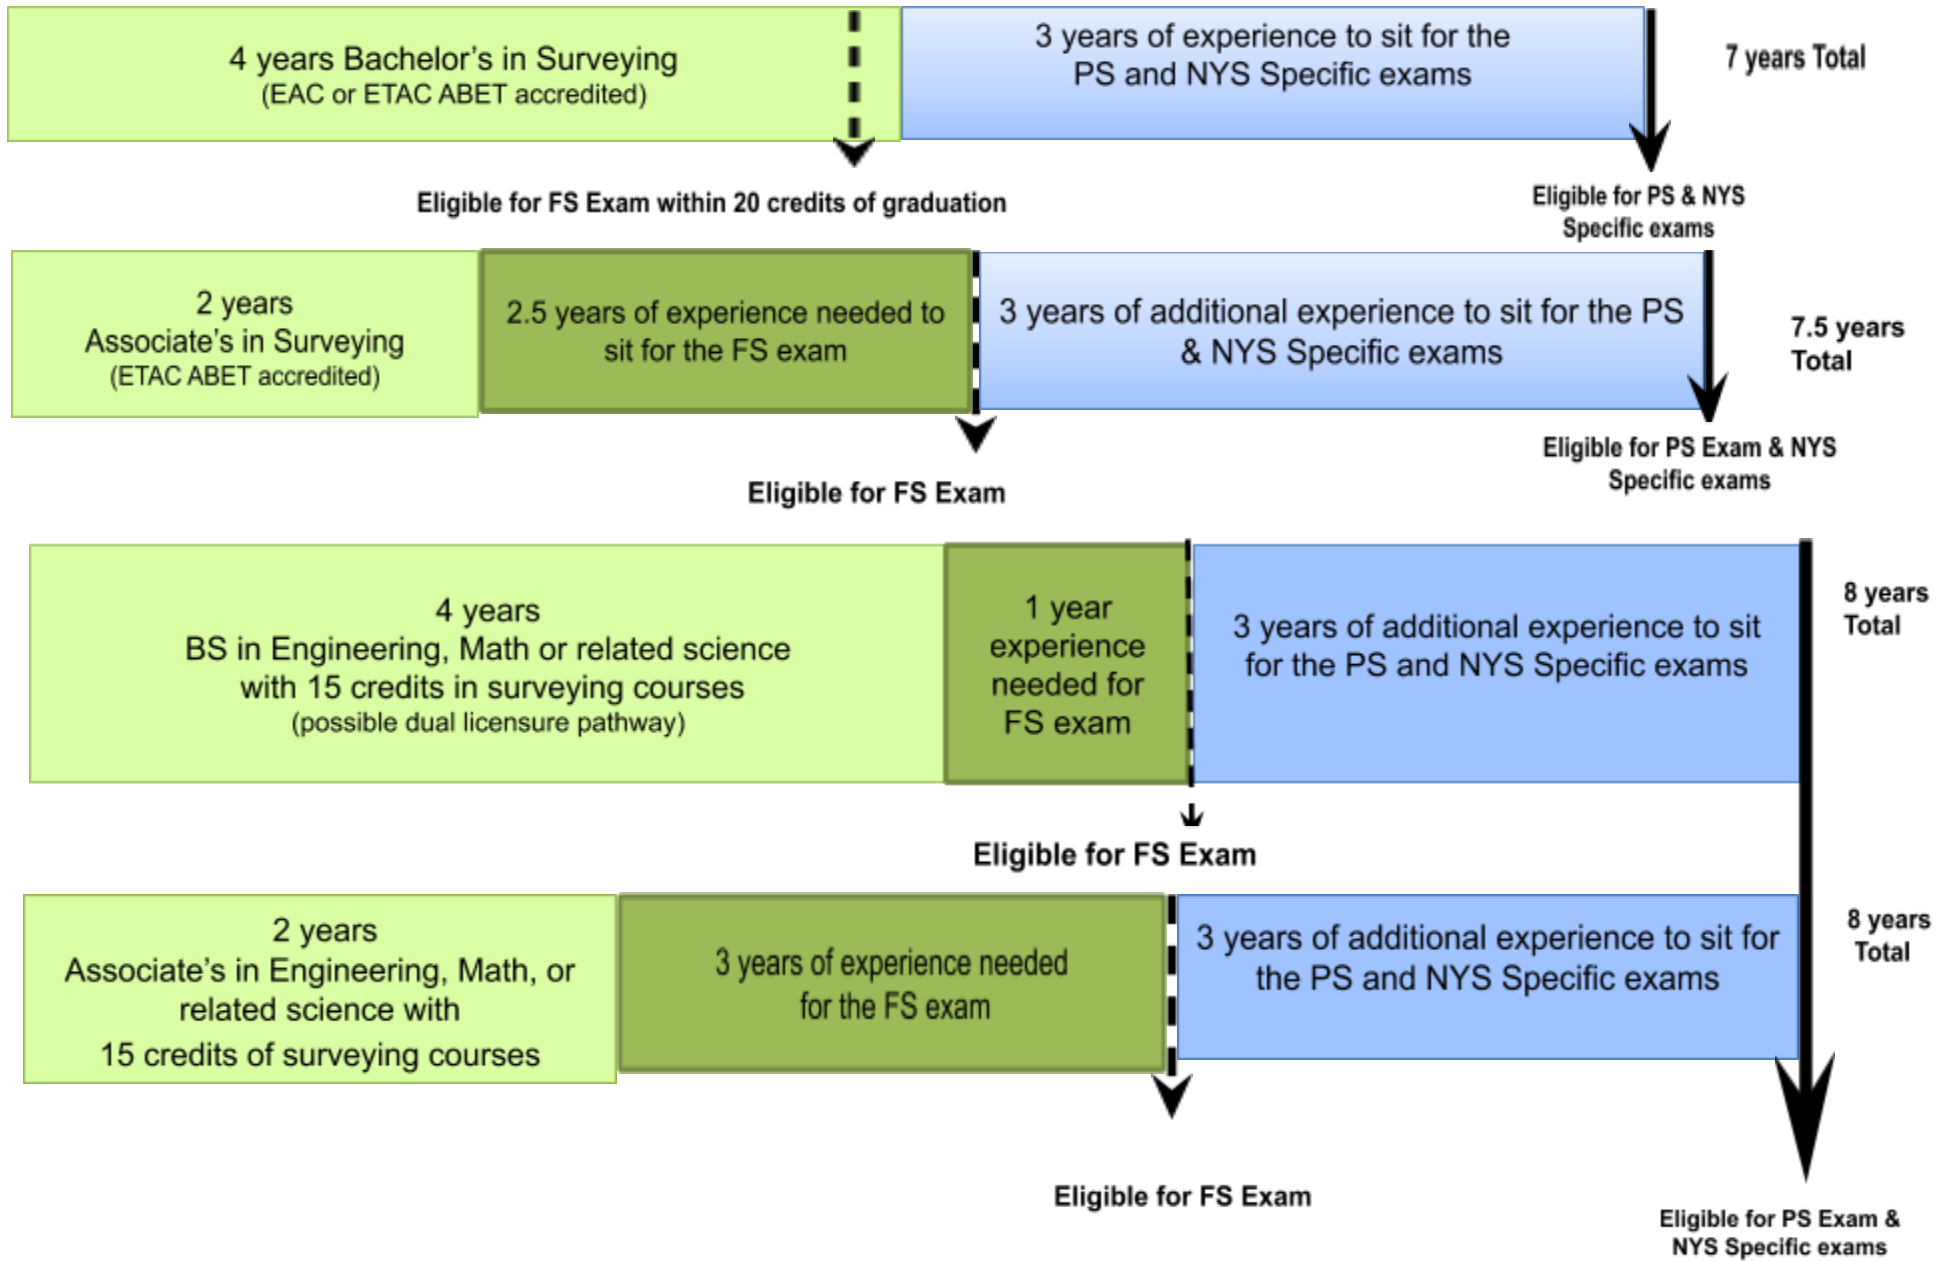 4 years Bachelor’s in Surveying
(EAC or ETAC ABET accredited)
3 years of experience to sit for the
PS and NYS Specific exams
7 years Total
Eligible for FS Exam within 20 credits of graduation
Eligible for PS & NYS
Specific exams
2 years
Associate’s in Surveying
(ETAC ABET accredited)
2.5 years of experience needed to
sit for the FS exam
3 years of additional experience to sit for the PS
& NYS Specific exams
7.5 years
Total
Eligible for FS Exam
Eligible for PS Exam & NYS
Specific exams
4 years
BS in Engineering, Math or related science
with 15 credits in surveying courses
(possible dual licensure pathway)
1 year
experience
needed for
FS exam
3 years of additional experience to sit
for the PS and NYS Specific exams
8 years
Total
Eligible for FS Exam
2 years
Associate’s in Engineering, Math, or
related science with
15 credits of surveying courses
3 years of experience needed
for the FS exam
3 years of additional experience to sit for
the PS and NYS Specific exams
8 years
Total
Eligible for FS Exam
Eligible for PS Exam &
NYS Specific exams